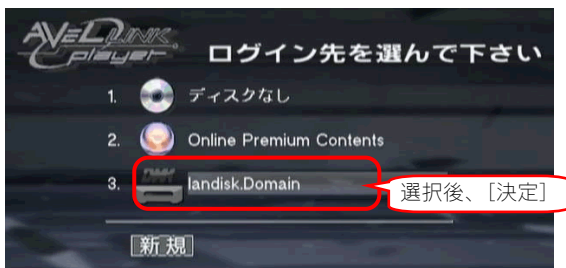 AVeL LINK
player
ログイン先を選んで下さい
1. ディスクなし
2. Online Premium Contents
3. landisk.Domain
選択後、[決定]
新規